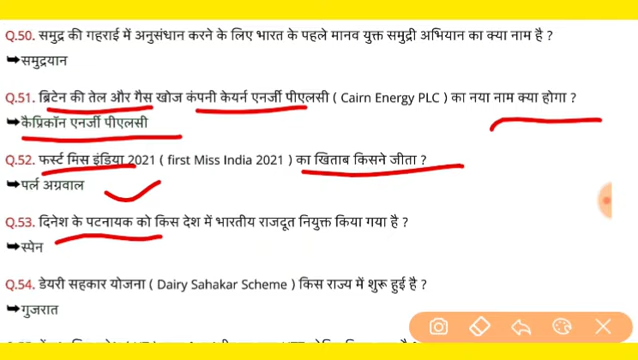 Q.50. समुद्र की गहराई में अनुसंधान करने के लिए भारत के पहले मानव युक्त समुद्री अभियान का क्या नाम है ?
➡समुद्रयान
Q.51. ब्रिटेन की तेल और गैस खोज कंपनी केयर्न एनर्जी पीएलसी ( Cairn Energy PLC ) का नया नाम क्या होगा ?
➡कैप्रिकॉन एनर्जी पीएलसी
Q.52. फर्स्ट मिस इंडिया 2021 ( first Miss India 2021 ) का खिताब किसने जीता ?
➡पर्ल अग्रवाल
Q.53. दिनेश के पटनायक को किस देश में भारतीय राजदूत नियुक्त किया गया है ?
➡स्पेन
Q.54. डेयरी सहकार योजना ( Dairy Sahakar Scheme ) किस राज्य में शुरू हुई है ?
➡गुजरात